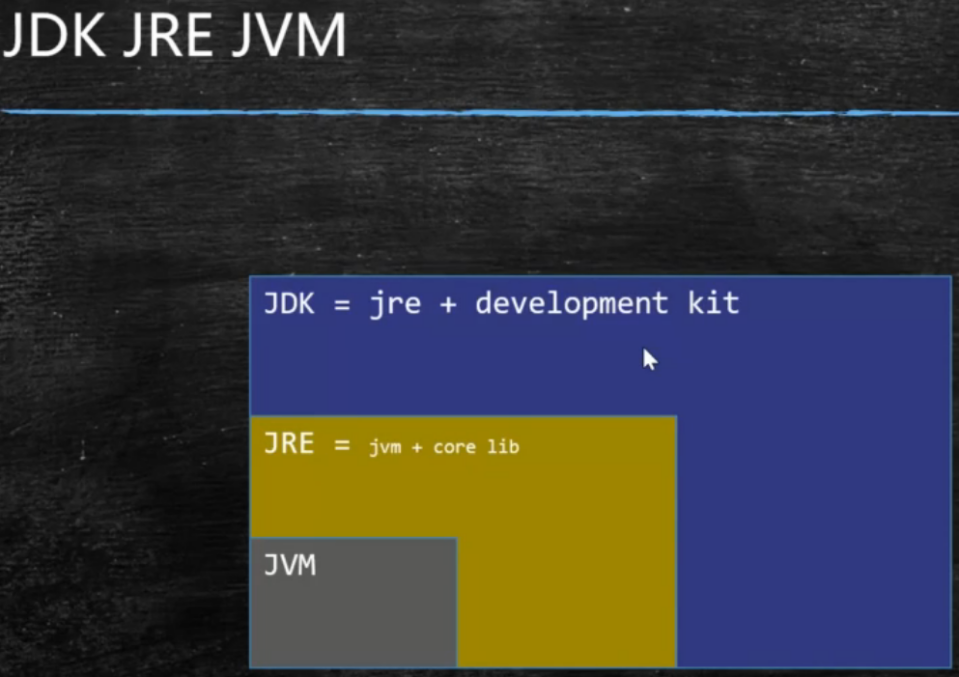 JDK JRE JVM
JDK = jre + development kit
JRE = jvm + core lib
JVM